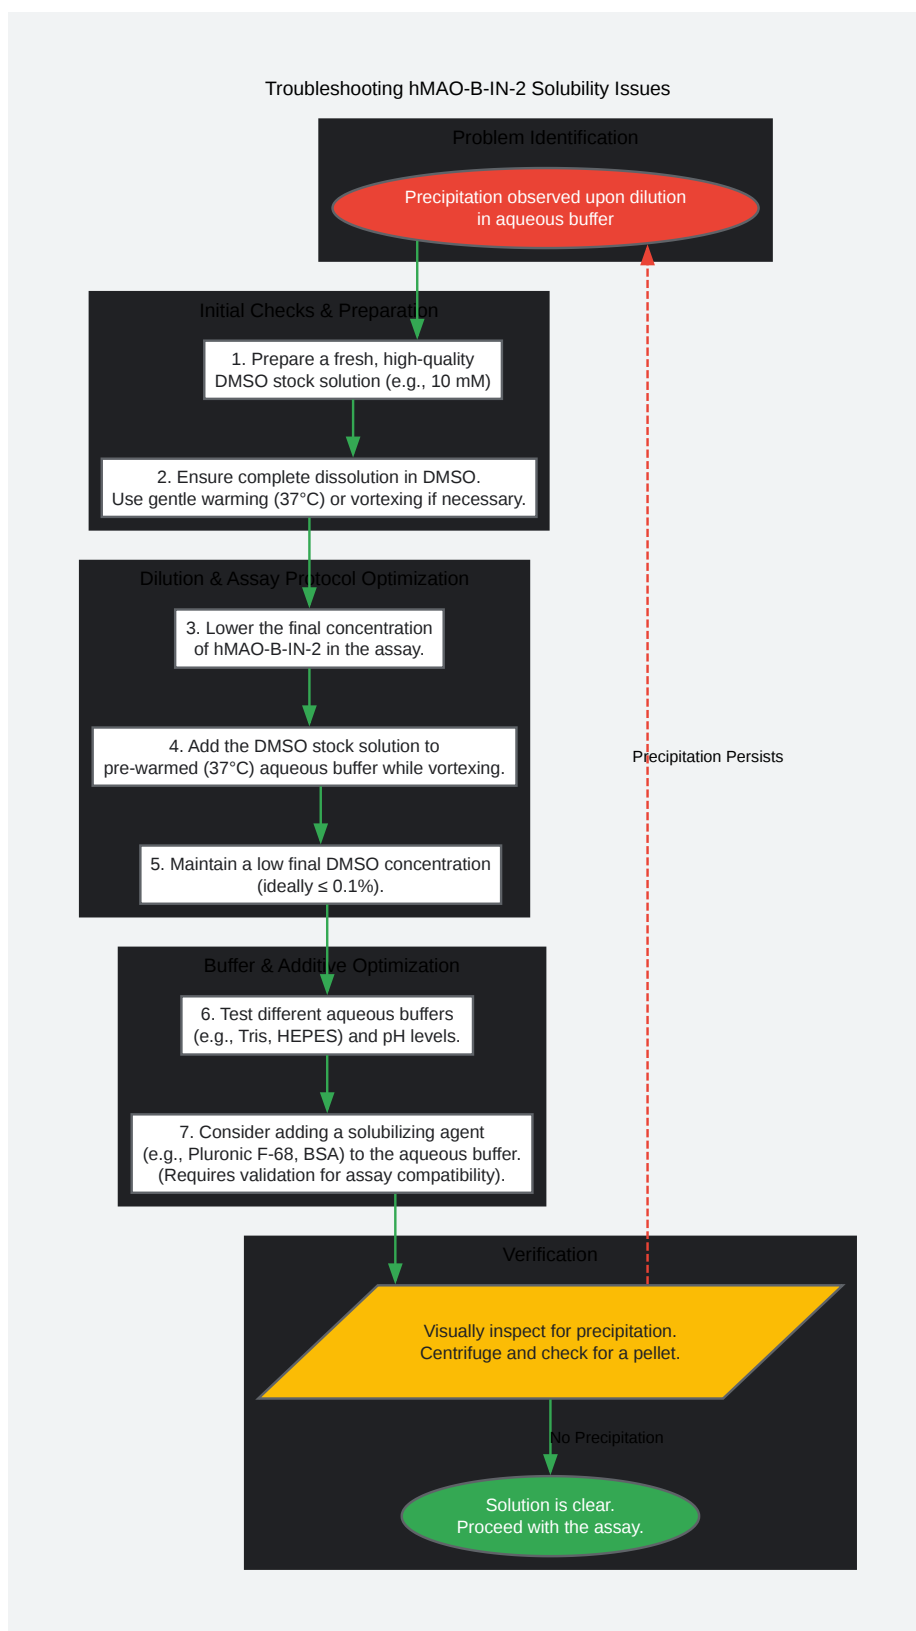 Troubleshooting hMAO-B-IN-2 Solubility Issues
Problem Identification
Precipitation observed upon dilution
in aqueous buffer
Initial Checks & Preparation
1. Prepare a fresh, high-quality
DMSO stock solution (e.g., 10 mM)
2. Ensure complete dissolution in DMSO.
Use gentle warming (37°C) or vortexing if necessary.
Dilution & Assay Protocol Optimization
3. Lower the final concentration
of hMAO-B-IN-2 in the assay.
4. Add the DMSO stock solution to
pre-warmed (37°C) aqueous buffer while vortexing.
Precipitation Persists
5. Maintain a low final DMSO concentration
(ideally ≤ 0.1%).
Buffer & Additive Optimization
6. Test different aqueous buffers
(e.g., Tris, HEPES) and pH levels.
7. Consider adding a solubilizing agent
(e.g., Pluronic F-68, BSA) to the aqueous buffer.
(Requires validation for assay compatibility).
Verification
Visually inspect for precipitation.
Centrifuge and check for a pellet.
No Precipitation
Solution is clear.
Proceed with the assay.